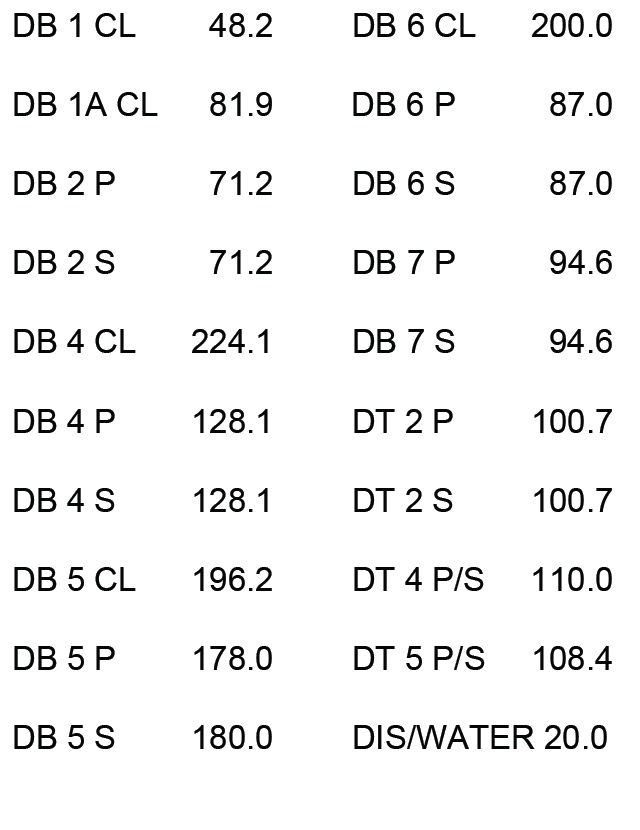 DB 1 CL 48.2 DB 6 CL 200.0
DB 1A CL 81.9 DB 6 P 87.0
DB 2 P 71.2 DB 6 S 87.0
DB 2 S 71.2 DB 7 P 94.6
DB 4 CL 224.1 DB 7 S 94.6
DB 4 P 128.1 DT 2 P 100.7
DB 4 S 128.1 DT 2 S 100.7
DB 5 CL 196.2 DT 4 P/S 110.0
DB 5 P 178.0 DT 5 P/S 108.4
DB 5 S 180.0 DIS/WATER 20.0